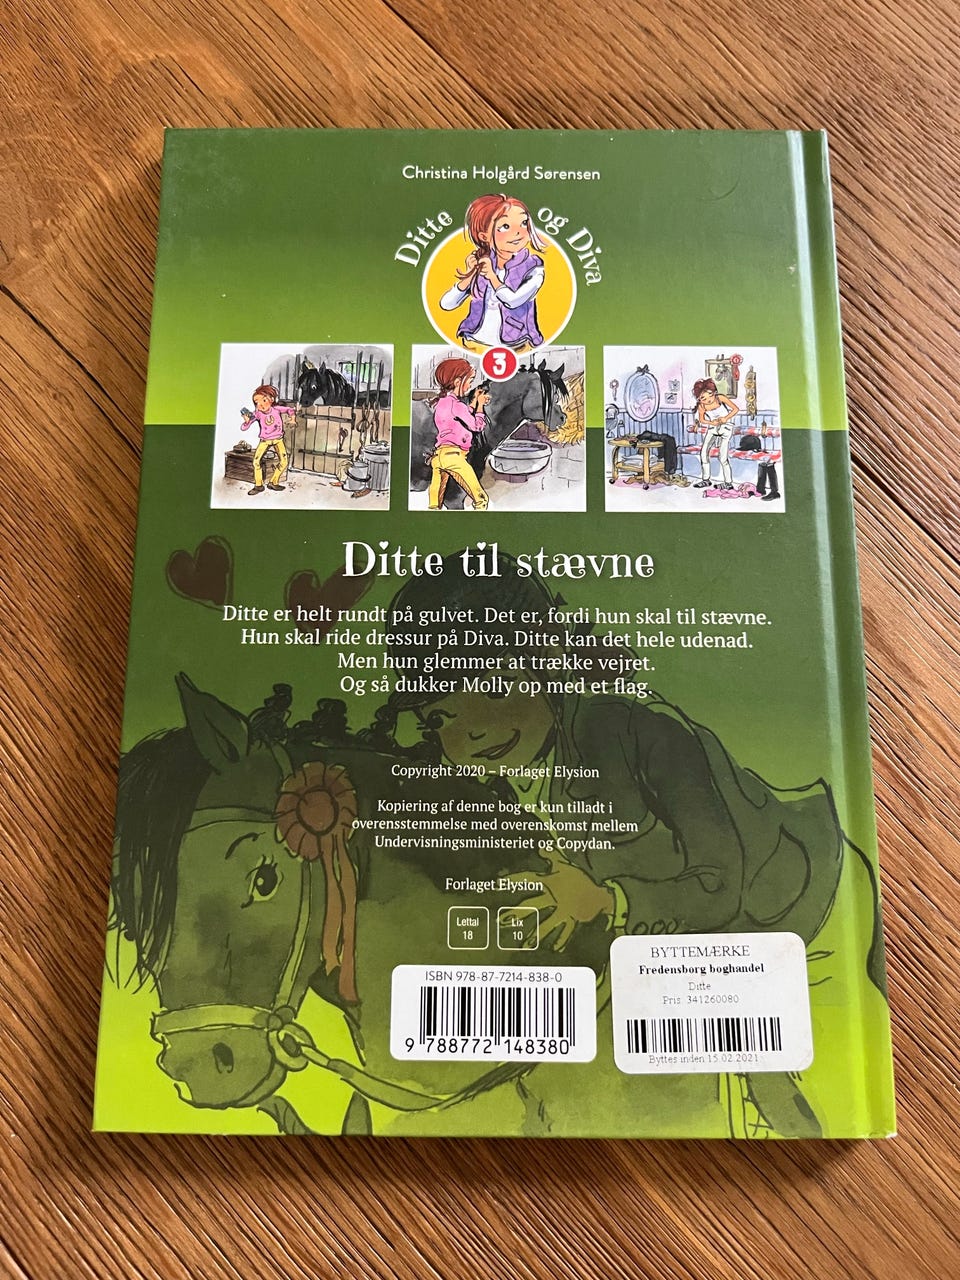 Christina Holgård Sørensen
Ditte og Diva
3
Ditte til stævne
Ditte er helt rundt på gulvet. Det er, fordi hun skal til stævne.
Hun skal ride dressur på Diva. Ditte kan det hele udenad.
Men hun glemmer at trække vejret.
Og så dukker Molly op med et flag.
Copyright 2020 – Forlaget Elysion
Kopiering af denne bog er kun tilladt i
overensstemmelse med overenskomst mellem
Undervisningsministeriet og Copydan.
Forlaget Elysion
Lettal
18
Lix
10
ISBN 978-87-7214-838-0
9 788772 148380
BYTTEMÆRKE
Fredensborg boghandel
Ditte
Pris: 341260080
Byttes inden 15.02.2021